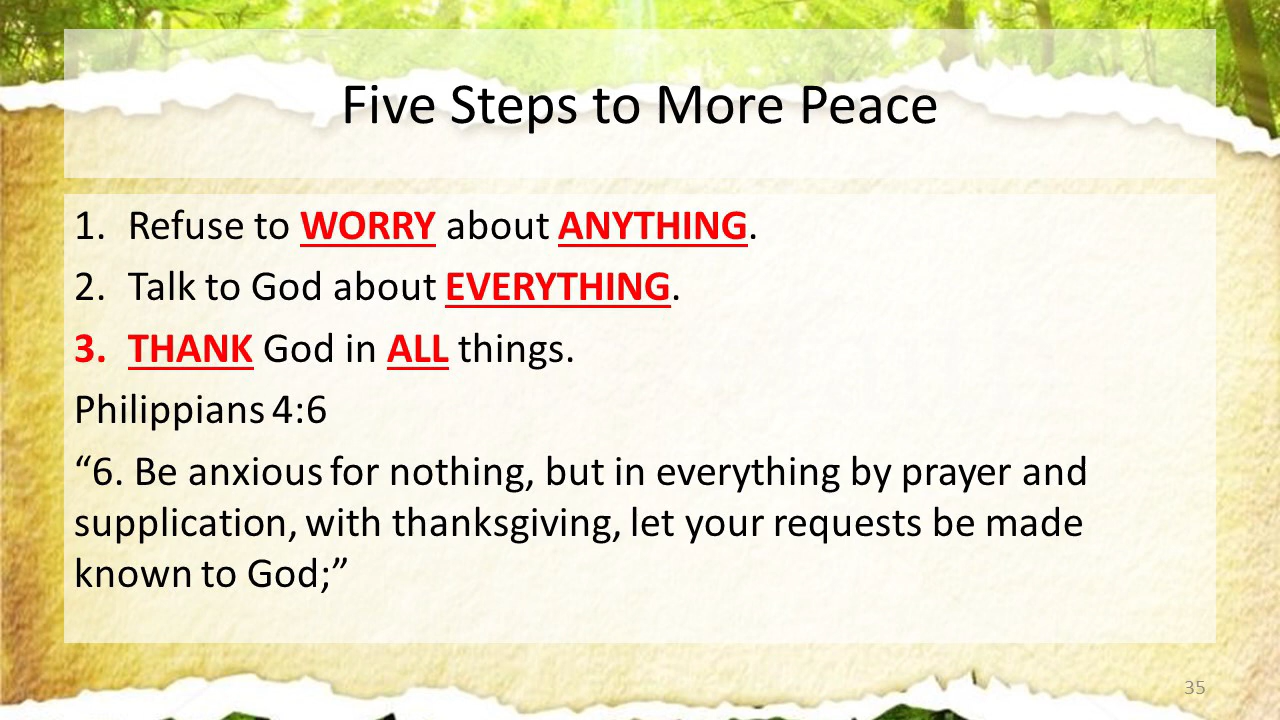 Five Steps to More Peace
1. Refuse to WORRY about ANYTHING.
2. Talk to God about EVERYTHING.
3. THANK God in ALL things.
Philippians 4:6
“6. Be anxious for nothing, but in everything by prayer and
supplication, with thanksgiving, let your requests be made
known to God;”
35